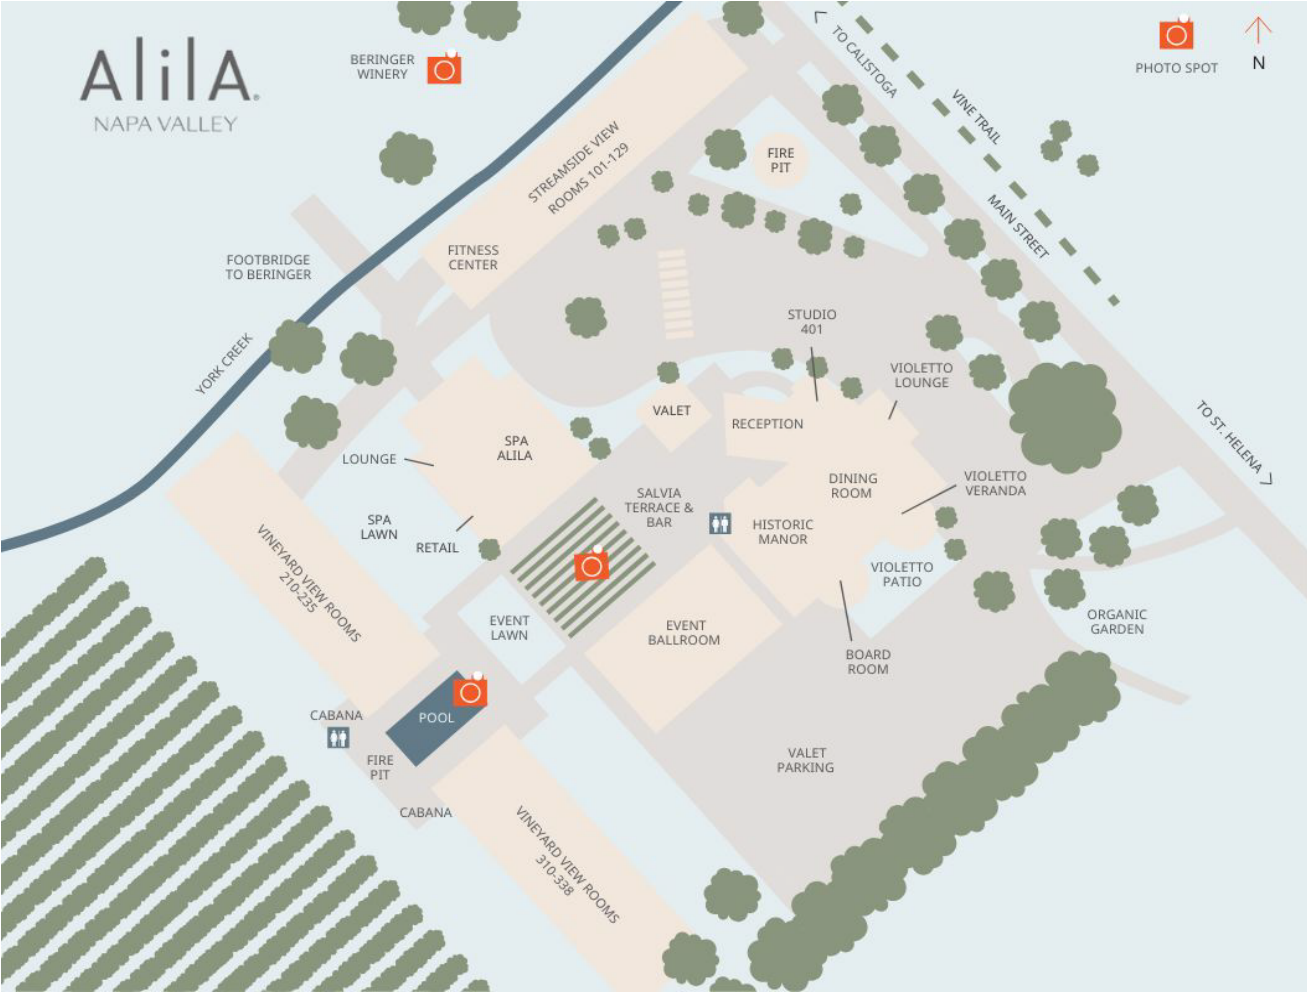 AlilA
NAPA VALLEY
BERINGER
WINERY
PHOTO SPOT
N
TO CALISTOGA
VINE TRAIL
MAIN STREET
STREAMSIDE VIEW
ROOMS 101-129
FIRE
PIT
FITNESS
CENTER
FOOTBRIDGE
TO BERINGER
YORK CREEK
STUDIO
401
VIOLETTO
LOUNGE
VALET
RECEPTION
TO ST. HELENA
SPA
ALILA
LOUNGE
DINING
ROOM
VIOLETTO
VERANDA
SALVIA
TERRACE &
BAR
SPA
LAWN
RETAIL
HISTORIC
MANOR
VIOLETTO
PATIO
VINEYARD VIEW ROOMS
210-235
EVENT
LAWN
EVENT
BALLROOM
ORGANIC
GARDEN
BOARD
ROOM
CABANA
POOL
FIRE
PIT
VALET
PARKING
CABANA
VINEYARD VIEW ROOMS
310-338